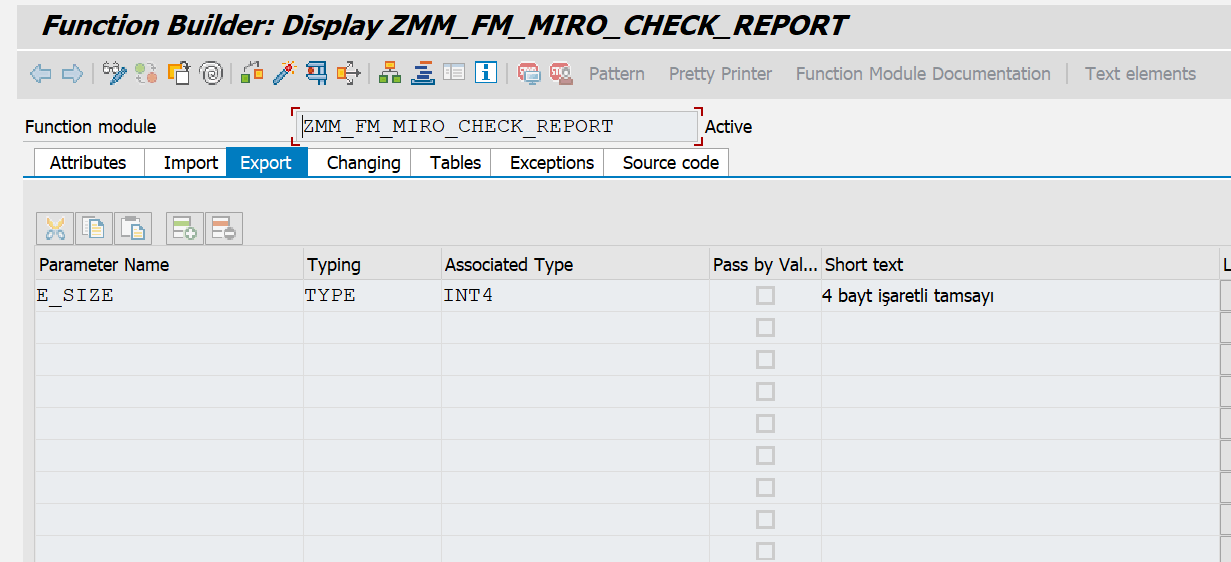 Function Builder: Display ZMM_FM_MIRO_CHECK_REPORT
Pattern Pretty Printer Function Module Documentation Text elements
Function module ZMM_FM_MIRO_CHECK_REPORT Active
Attributes Import Export Changing Tables Exceptions Source code
Parameter Name Typing Associated Type Pass by Val... Short text L
E_SIZE TYPE INT4 4 bayt işaretli tamsayı